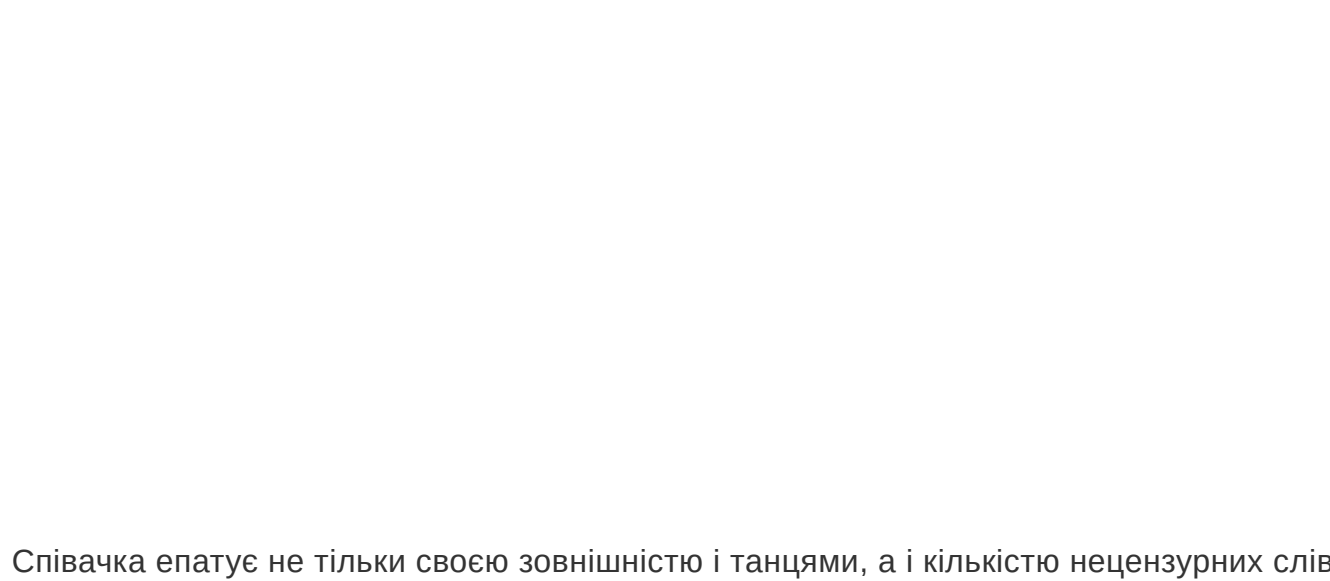 Співачка епатує не тільки своєю зовнішністю і танцями, а і кількістю нецензурних слів